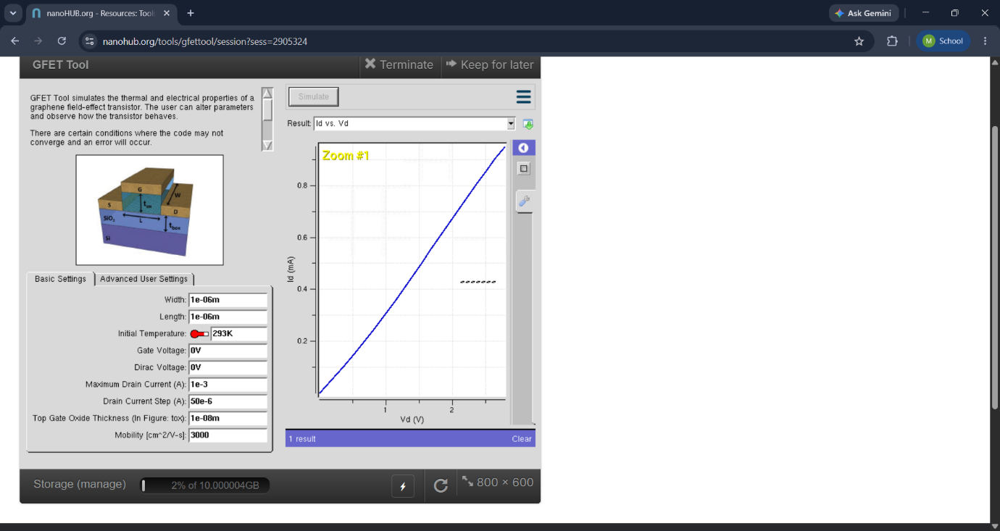 nanoHUB.org - Resources: Tool
Ask Gemini
nanohub.org/tools/gfettool/session?sess=2905324
M School
GFET Tool
Terminate
Keep for later
GFET Tool simulates the thermal and electrical properties of a
graphene field-effect transistor. The user can alter parameters
and observe how the transistor behaves.
There are certain conditions where the code may not
converge and an error will occur.
G
W
S
tox
D
SiO2
L
tbox
Si
Basic Settings
Advanced User Settings
Width: 1e-06m
Length: 1e-06m
Initial Temperature: 293K
Gate Voltage: 0V
Dirac Voltage: 0V
Maximum Drain Current (A): 1e-3
Drain Current Step (A): 50e-6
Top Gate Oxide Thickness (In Figure: tox): 1e-08m
Mobility [cm^2/V-s]: 3000
Simulate
Result: Id vs. Vd
Zoom #1
0.8
0.6
0.4
0.2
Id (mA)
1
2
Vd (V)
1 result
Clear
Storage (manage)
2% of 10.000004GB
800 × 600